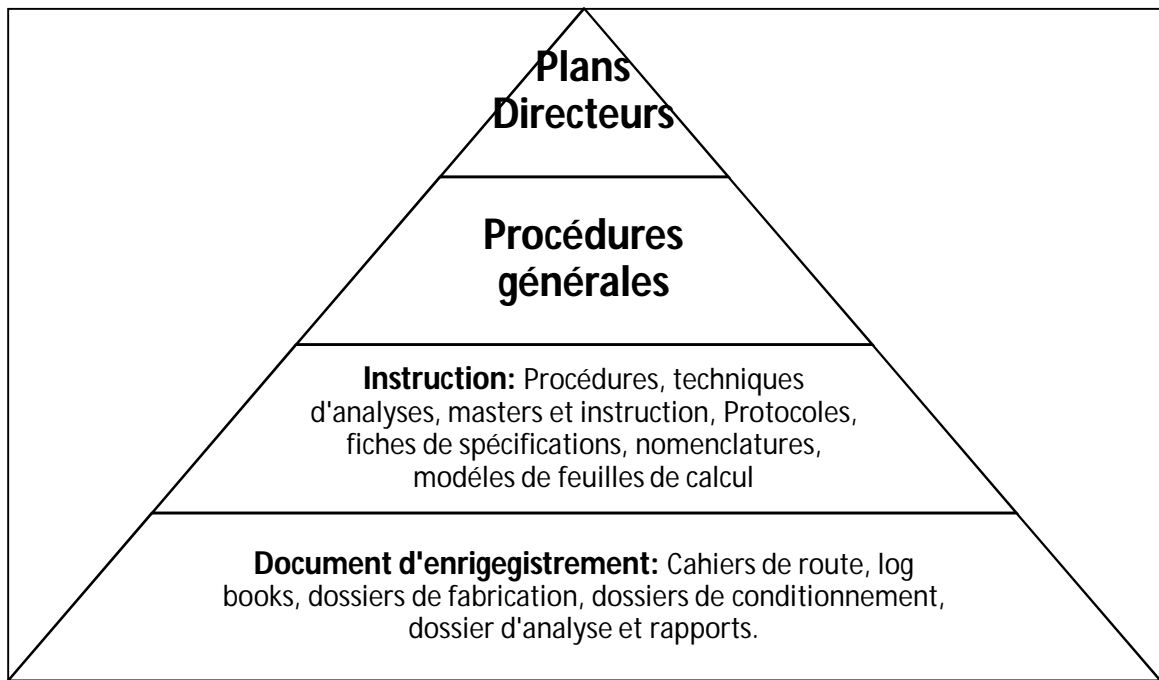 Plans
Directeurs
Procédures
générales
Instruction: Procédures, techniques
d'analyses, masters et instruction, Protocoles,
fiches de spécifications, nomenclatures,
modéles de feuilles de calcul
Document d'enrigegistrement: Cahiers de route, log
books, dossiers de fabrication, dossiers de conditionnement,
dossier d'analyse et rapports.